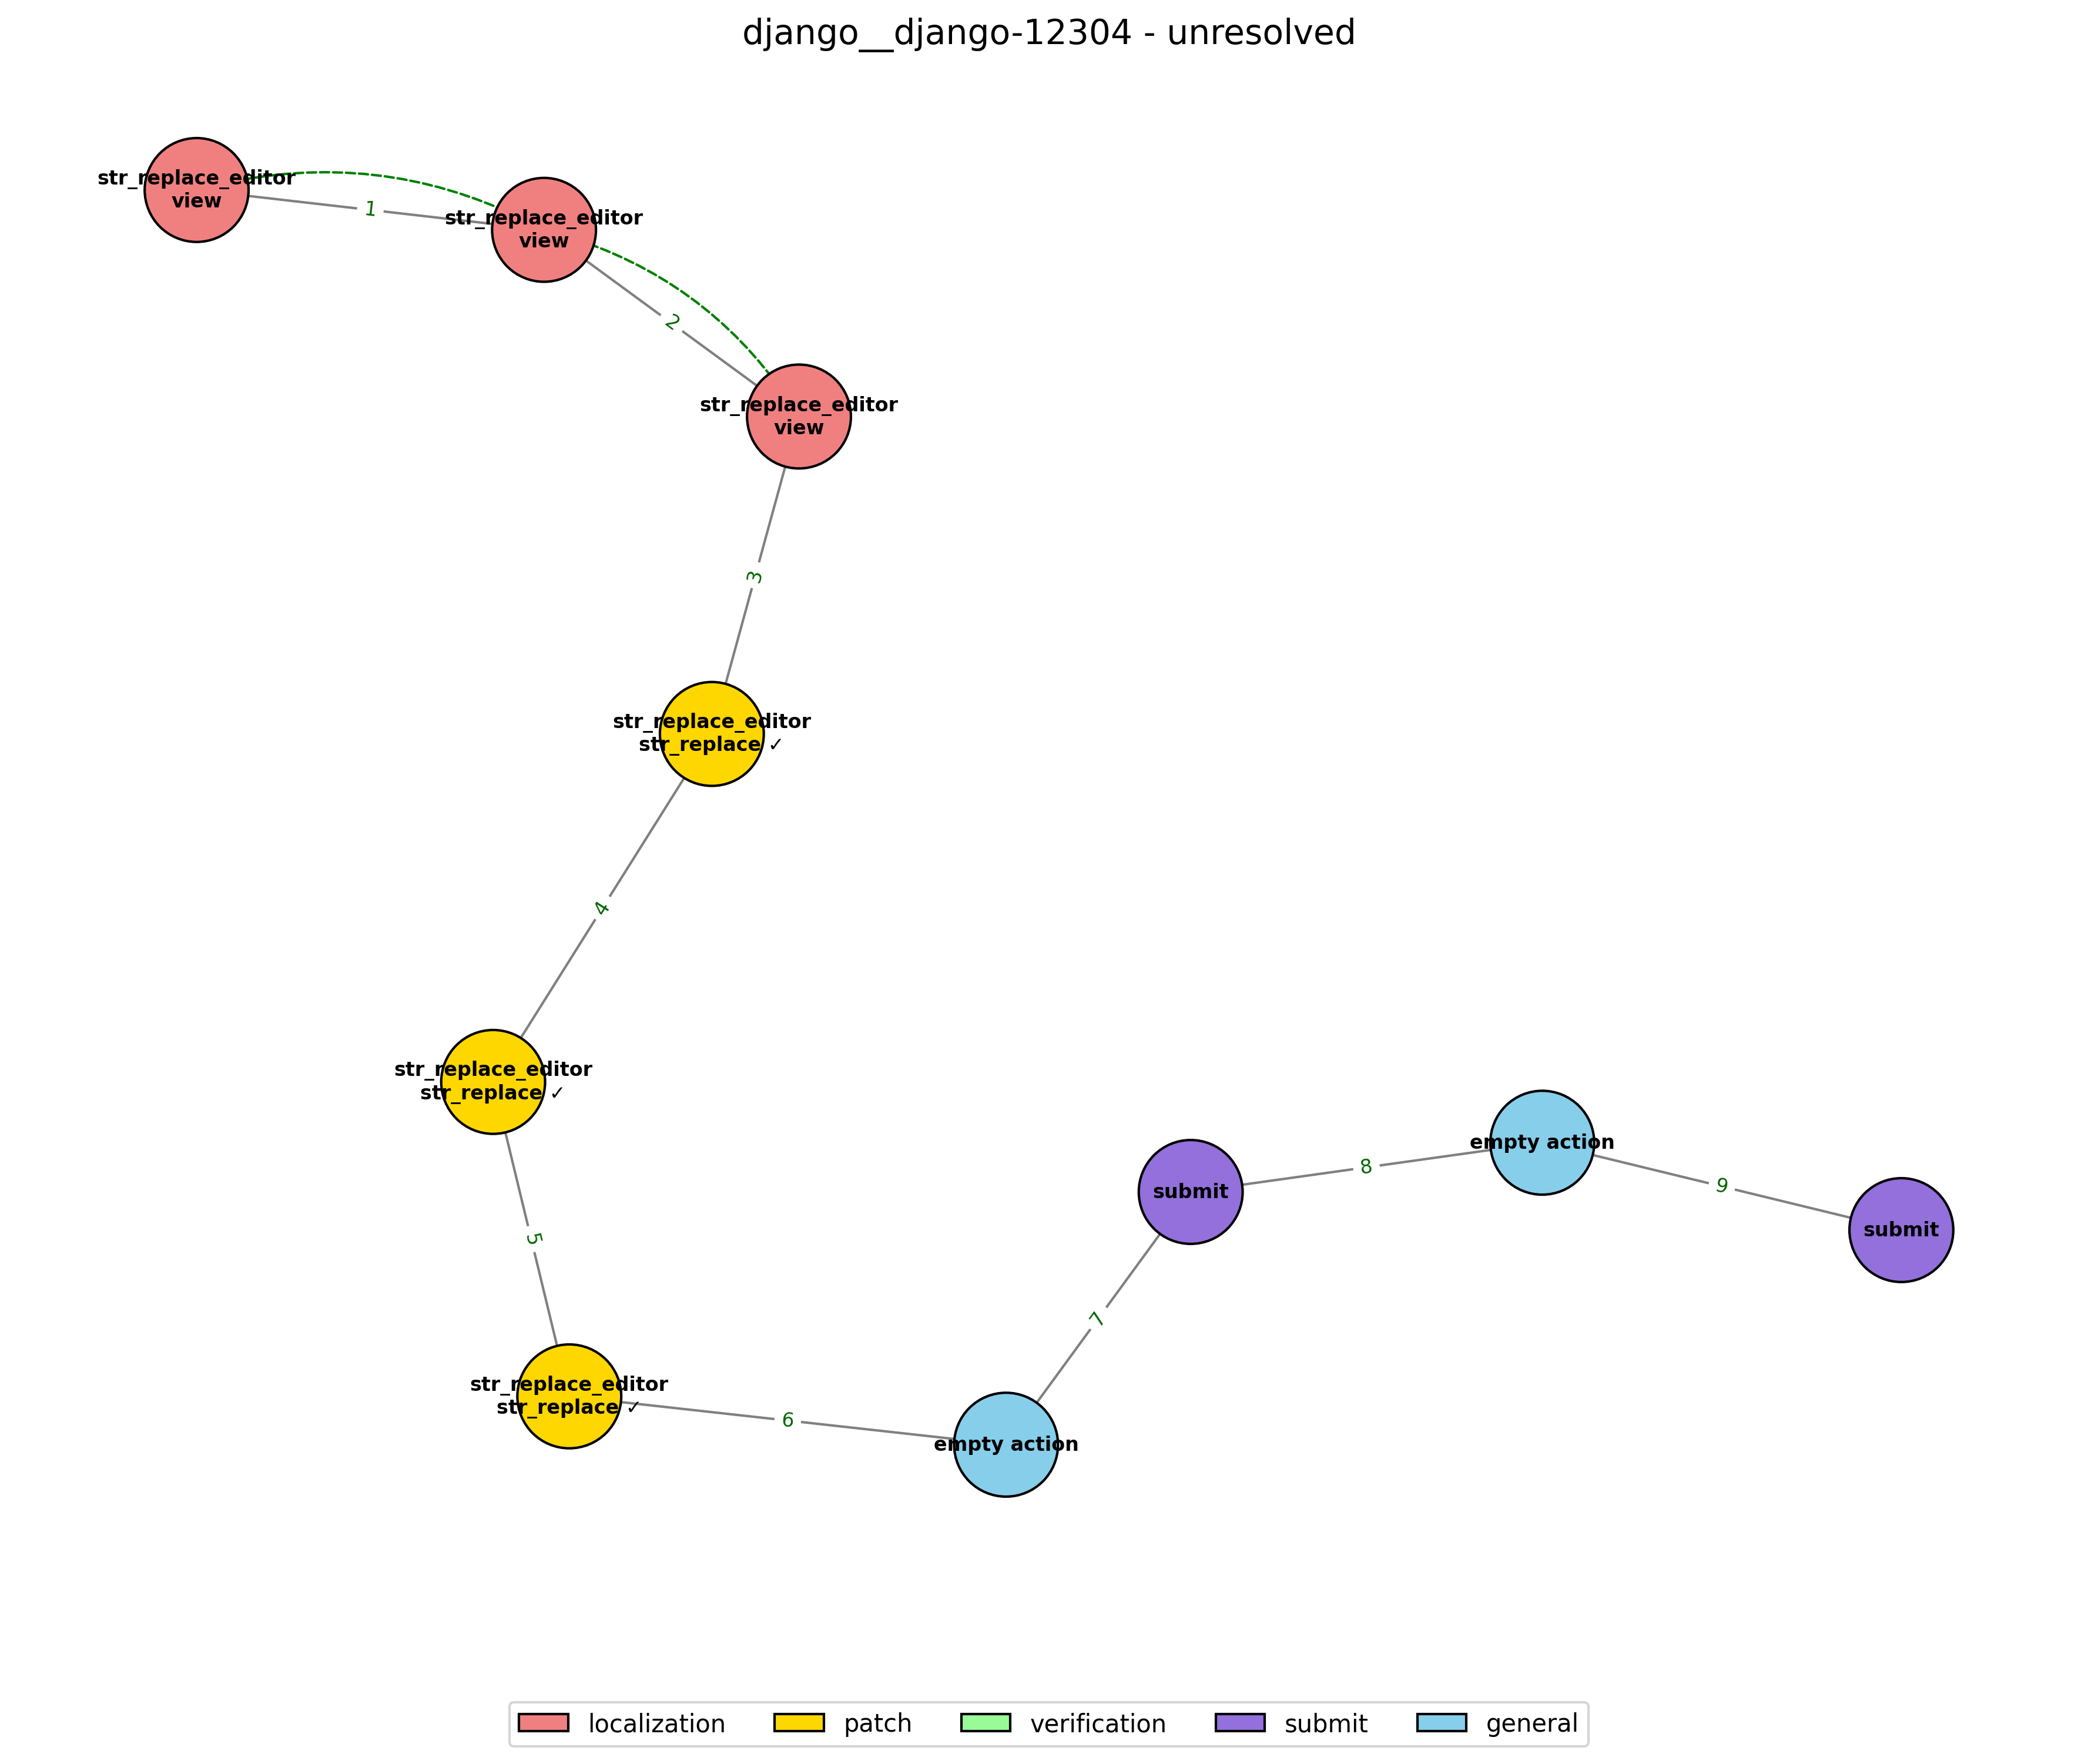 django__django-12304 - unresolved
str_replace_editor
view
1
str_replace_editor
view
2
str_replace_editor
view
3
str_replace_editor
str_replace ✓
4
str_replace_editor
str_replace ✓
5
str_replace_editor
str_replace ✓
6
empty action
7
submit
8
empty action
9
submit
localization patch verification submit general